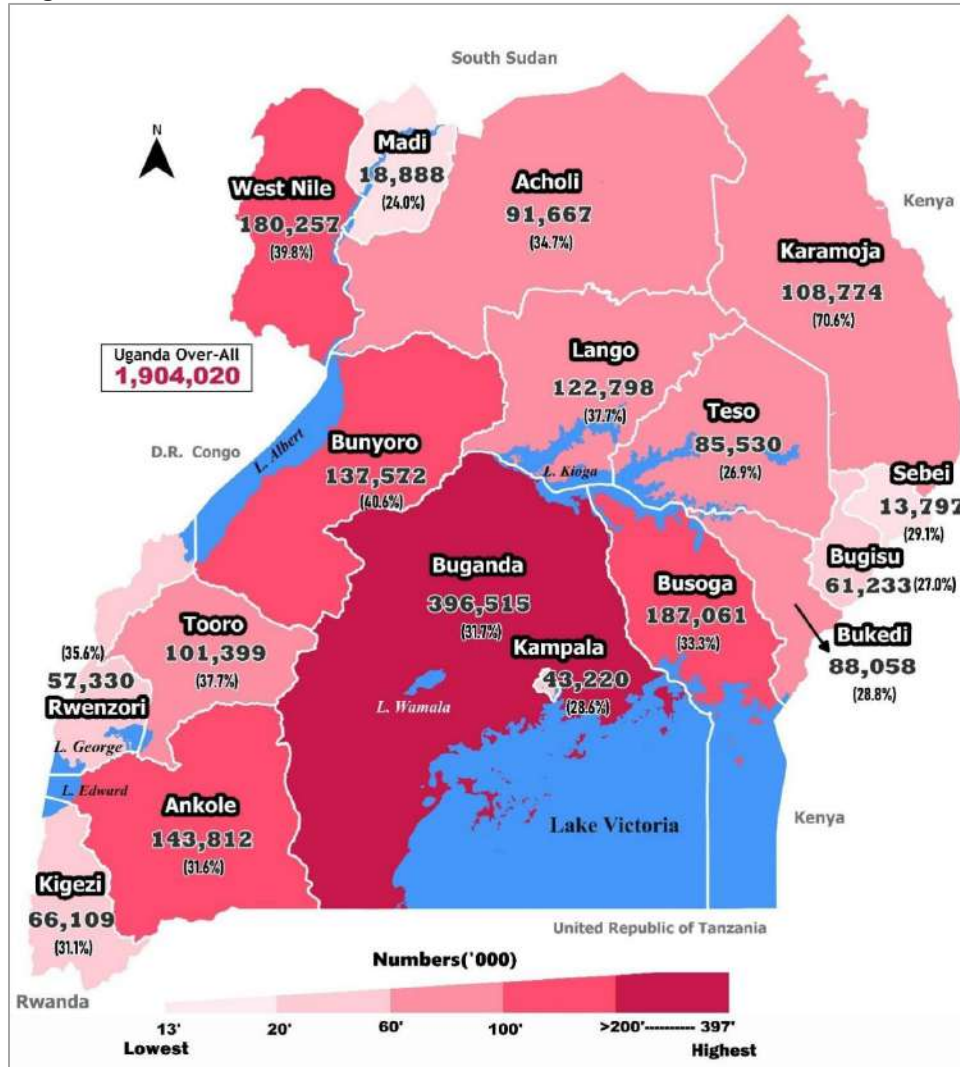 South Sudan
N
Madi
18,888
(24.0%)
West Nile
180,257
(39.8%)
Acholi
91,667
(34.7%)
Kenya
Karamoja
108,774
(70.6%)
Uganda Over-All
1,904,020
Lango
122,798
(37.7%)
Teso
85,530
(26.9%)
D.R. Congo
L. Albert
Bunyoro
137,572
(40.6%)
L. Kioga
Sebei
13,797
(29.1%)
Bugisu
61,233 (27.0%)
Buganda
396,515
(31.7%)
Busoga
187,061
(33.3%)
Bukedi
88,058
(28.8%)
Tooro
101,399
(37.7%)
Kampala
43,220
(28.6%)
(35.6%)
57,330
Rwenzori
L. Wamala
L. George
L. Edward
Ankole
143,812
(31.6%)
Lake Victoria
Kenya
Kigezi
66,109
(31.1%)
United Republic of Tanzania
Rwanda
Numbers('000)
13' 20' 60' 100' >200'---------- 397'
Lowest Highest